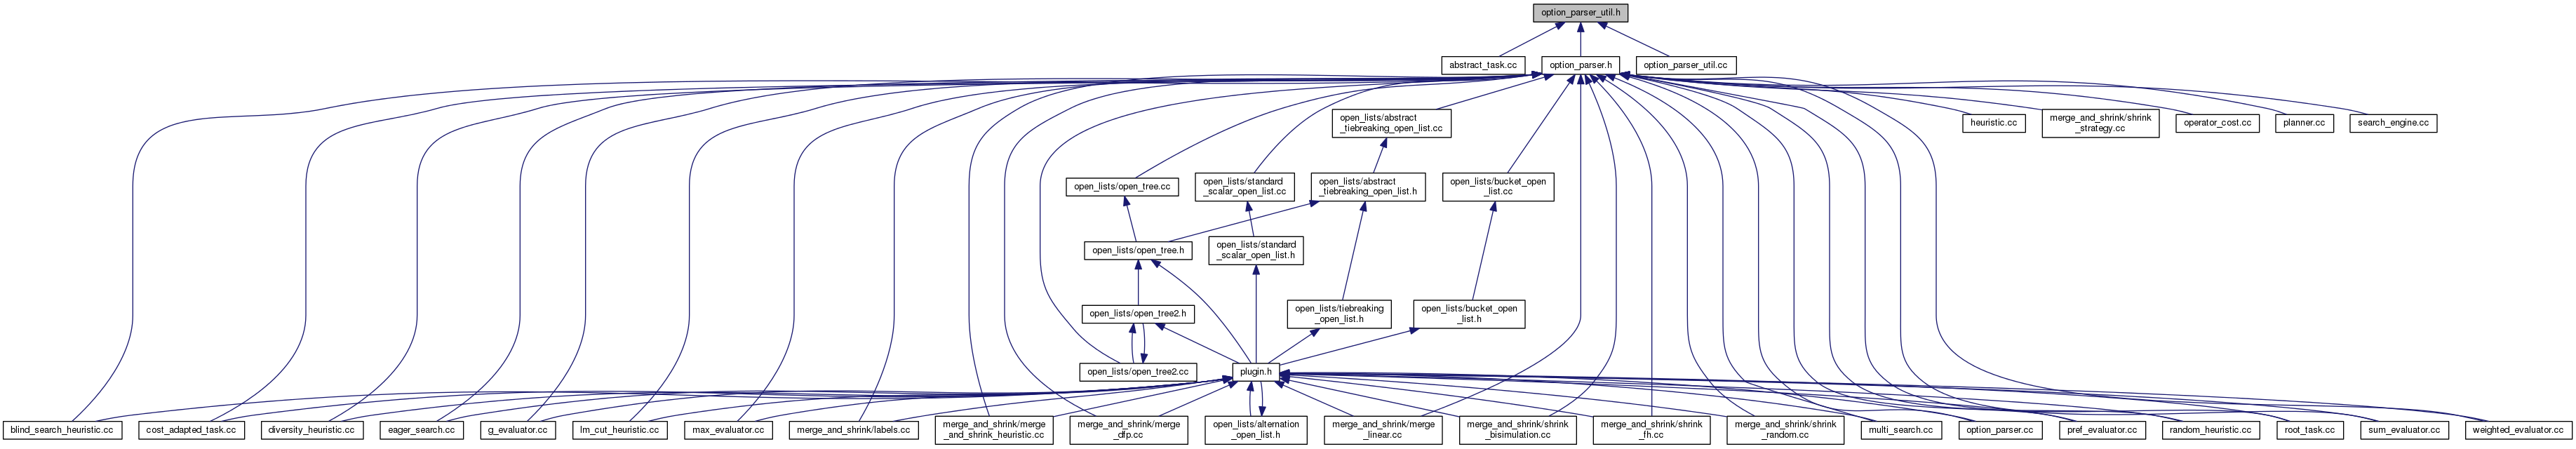 option_parser_util.h
abstract_task.cc
option_parser.h
option_parser_util.cc
open_lists/abstract
_tiebreaking_open_list.cc
heuristic.cc
merge_and_shrink/shrink
_strategy.cc
operator_cost.cc
planner.cc
search_engine.cc
open_lists/open_tree.cc
open_lists/standard
_scalar_open_list.cc
open_lists/abstract
_tiebreaking_open_list.h
open_lists/bucket_open
_list.cc
open_lists/open_tree.h
open_lists/standard
_scalar_open_list.h
open_lists/open_tree2.h
open_lists/tiebreaking
_open_list.h
open_lists/bucket_open
_list.h
open_lists/open_tree2.cc
plugin.h
blind_search_heuristic.cc
cost_adapted_task.cc
diversity_heuristic.cc
eager_search.cc
g_evaluator.cc
lm_cut_heuristic.cc
max_evaluator.cc
merge_and_shrink/labels.cc
merge_and_shrink/merge
_and_shrink_heuristic.cc
merge_and_shrink/merge
_dfp.cc
open_lists/alternation
_open_list.h
merge_and_shrink/merge
_linear.cc
merge_and_shrink/shrink
_bisimulation.cc
merge_and_shrink/shrink
_fh.cc
merge_and_shrink/shrink
_random.cc
multi_search.cc
option_parser.cc
pref_evaluator.cc
random_heuristic.cc
root_task.cc
sum_evaluator.cc
weighted_evaluator.cc